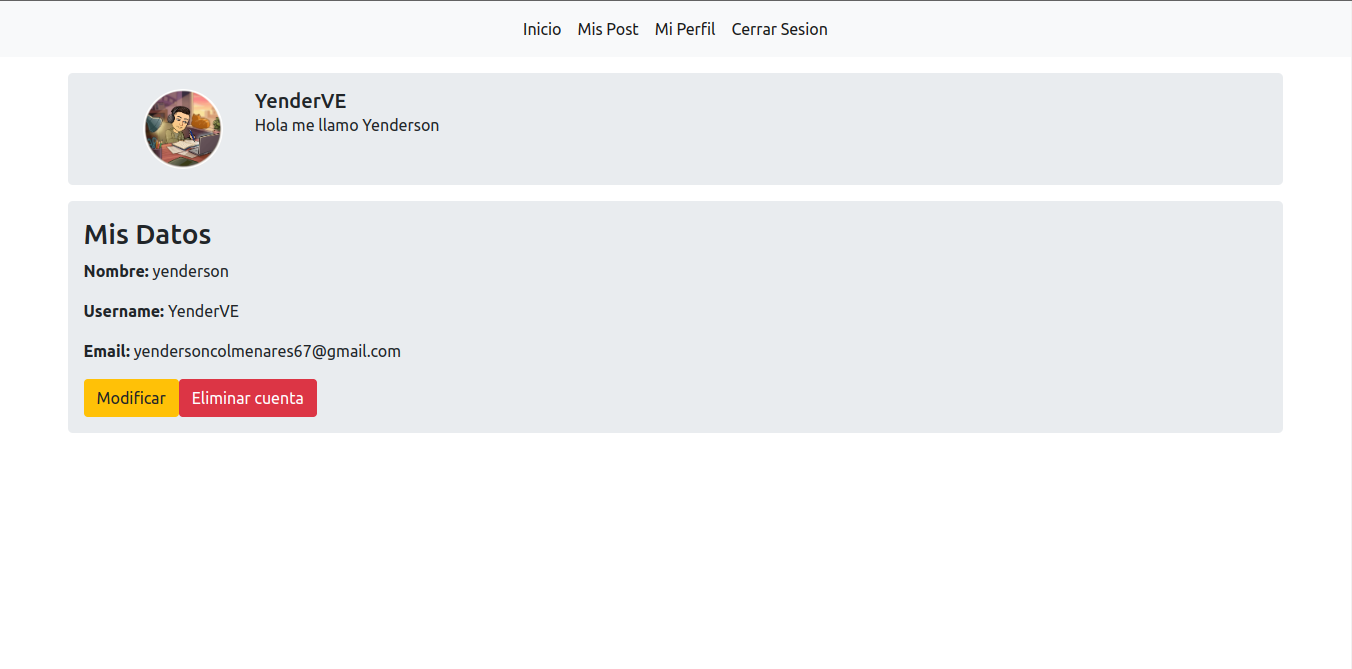 Inicio Mis Post Mi Perfil Cerrar Sesion
YenderVE
Hola me llamo Yenderson
Mis Datos
Nombre: yenderson
Username: YenderVE
Email: yendersoncolmenares67@gmail.com
Modificar Eliminar cuenta